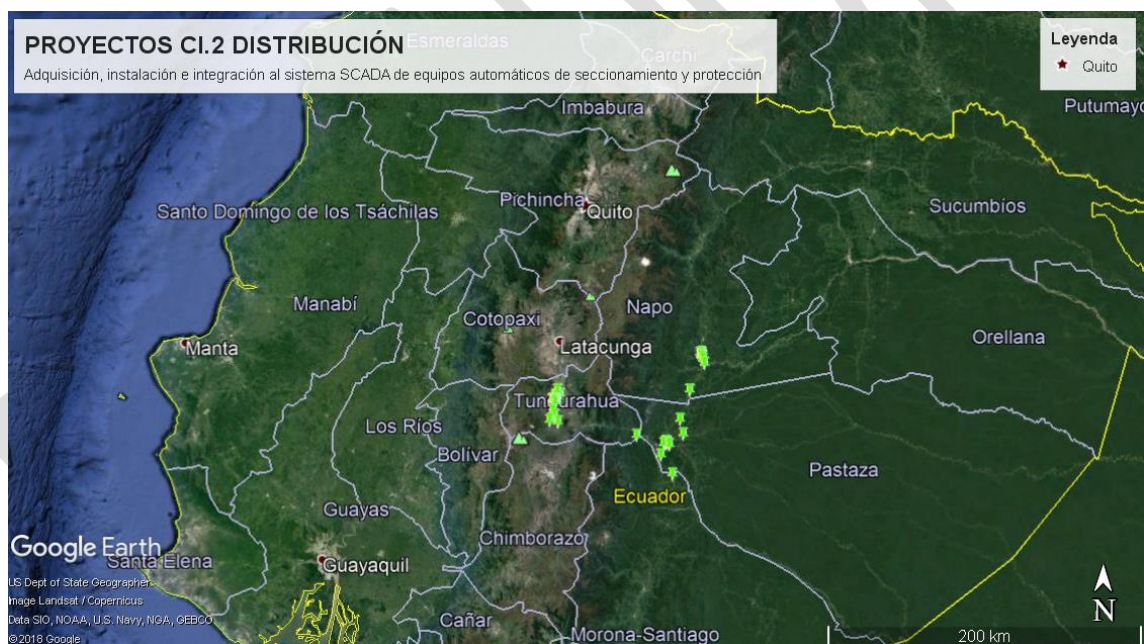 PROYECTOS CI.2 DISTRIBUCIÓN
Adquisición, instalación e integración al sistema SCADA de equipos automáticos de seccionamiento y protección
Leyenda
Quito
Esmeraldas
Carchi
Imbabura
Putumayo
Pichincha
Quito
Santo Domingo de los Tsáchilas
Sucumbios
Manabí
Cotopaxi
Napo
Orellana
Manta
Latacunga
Tungurahua
Los Ríos
Bolívar
Pastaza
Ecuador
Guayas
Chimborazo
Google Earth
Santa Elena
Guayaquil
US Dept of State Geographer
Image Landsat / Copernicus
Data SIO, NOAA, U.S. Navy, NGA, GEBCO
©2018 Google
Cañar
Morona-Santiago
200 km
N